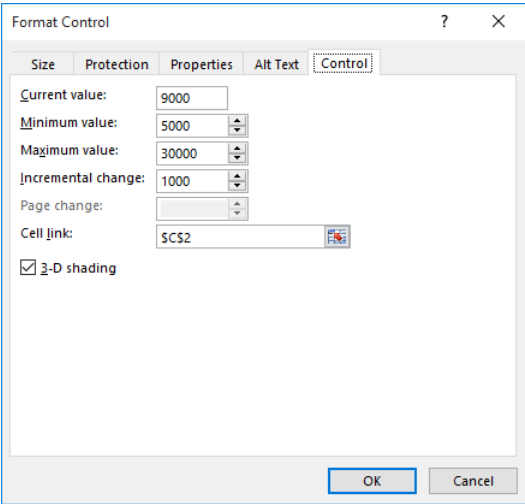 Format Control ? ×
Size Protection Properties Alt Text Control
Current value: 9000
Minimum value: 5000
Maximum value: 30000
Incremental change: 1000
Page change:
Cell link: $C$2
3-D shading
OK Cancel